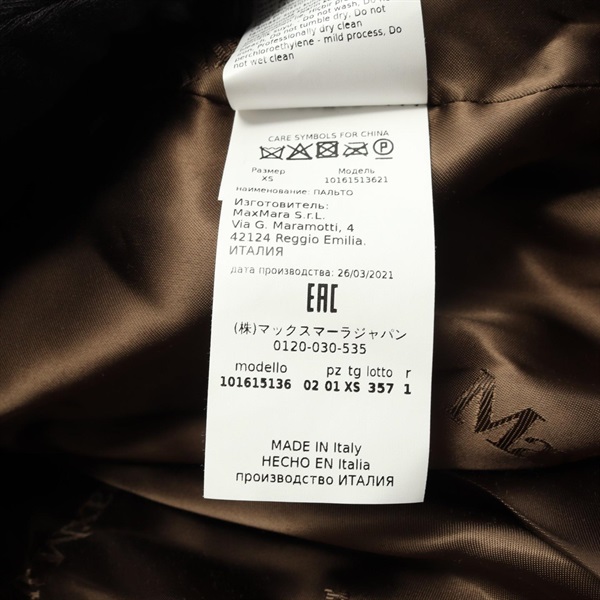 Do not wash, Do not
Do not tumble dry, Do not
Professionally dry clean
perchloroethylene - mild process, Do
not wet clean
CARE SYMBOLS FOR CHINA
Размер Модель
XS 10161513621
наименование: ПАЛЬТО
Изготовитель:
MaxMara S.r.L.
Via G. Maramotti, 4
42124 Reggio Emilia.
ИТАЛИЯ
дата производства: 26/03/2021
EAC
(株)マックスマーラジャパン
0120-030-535
modello pz tg lotto r
101615136 02 01 XS 357 1
MADE IN Italy
HECHO EN Italia
производство ИТАЛИЯ